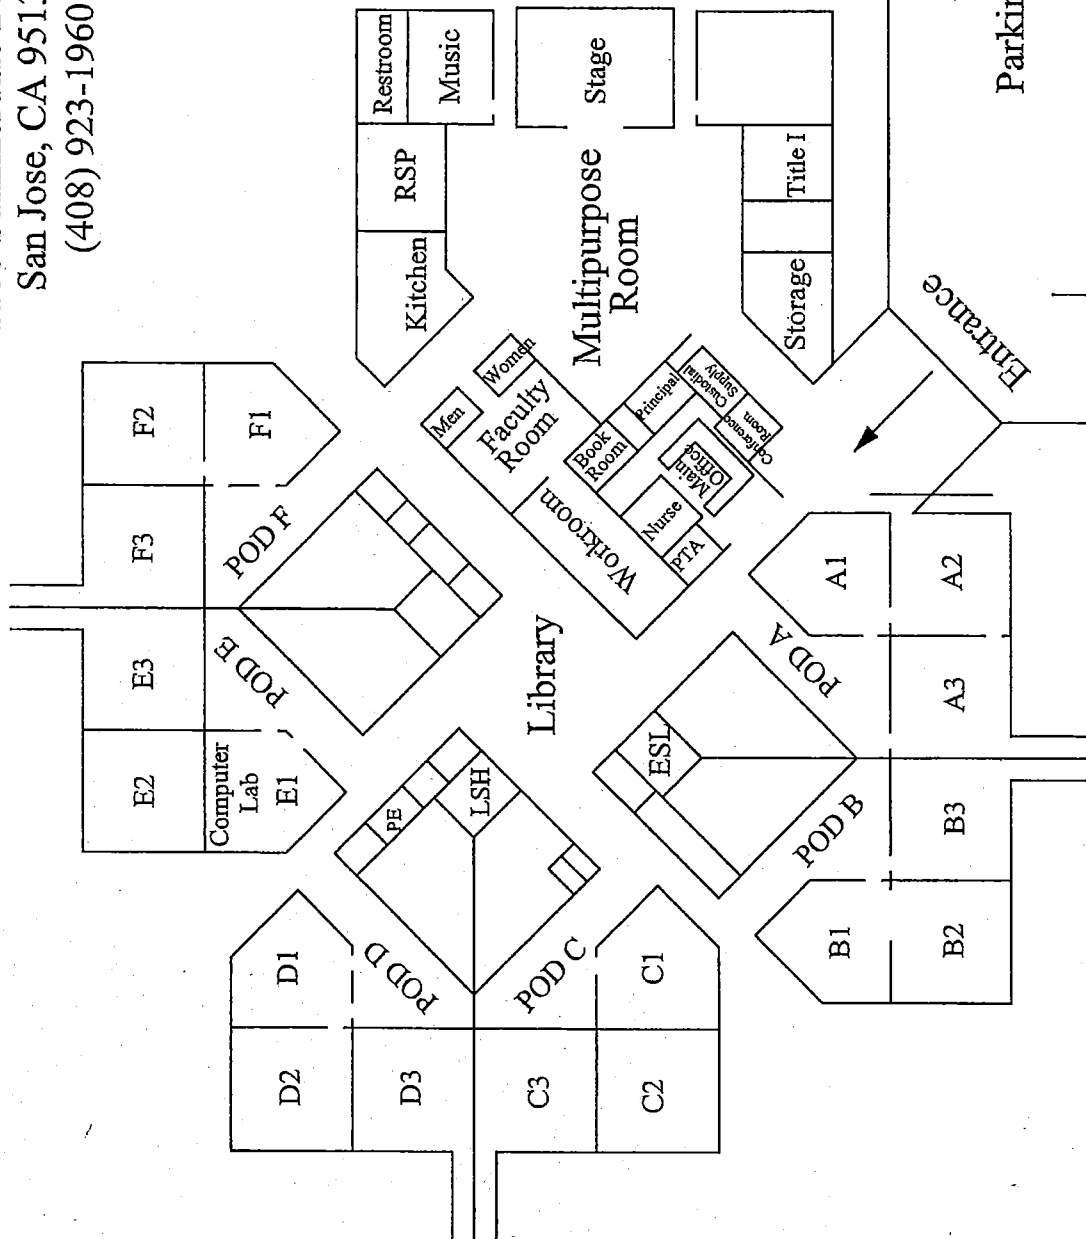 San Jose, CA 951
(408) 923-1960
Restroom
Music
Stage
RSP
Kitchen
Multipurpose
Room
Title I
Storage
Parkin
Entrance
Women
Men
Faculty
Room
Book
Room
Principal
Custodial
Supply
Conference
Room
Main
Office
Nurse
PTA
Workroom
Library
F2
F1
F3
POD F
E3
POD E
E2
Computer
Lab
E1
PE
LSH
D1
POD D
D2
D3
POD C
C1
C3
C2
ESL
POD A
A1
A2
A3
POD B
B3
B1
B2